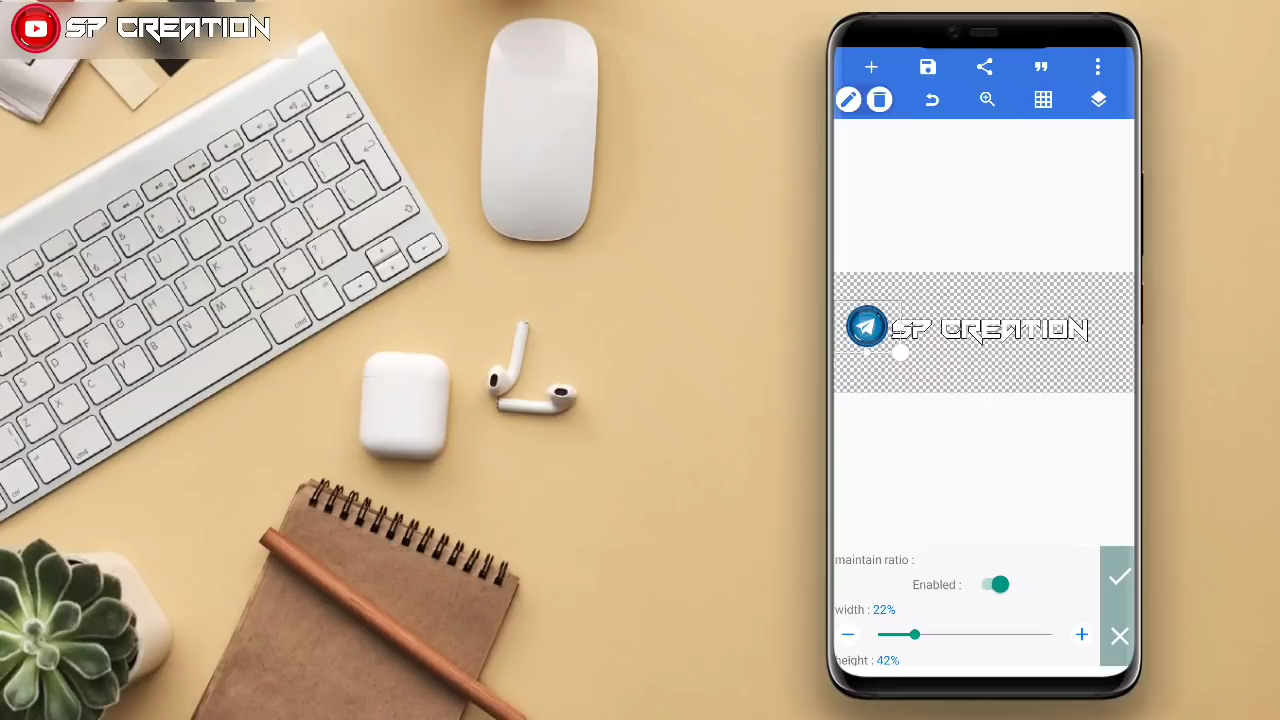 SP CREATION
SP CREATION
maintain ratio :
Enabled :
width : 22%
height : 42%